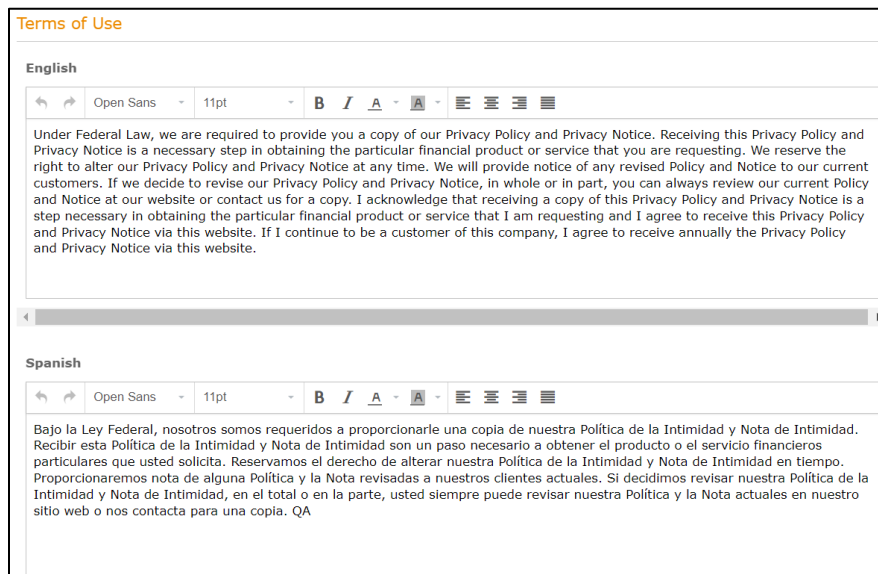 Terms of Use
English
Open Sans 11pt B I A A
Under Federal Law, we are required to provide you a copy of our Privacy Policy and Privacy Notice. Receiving this Privacy Policy and
Privacy Notice is a necessary step in obtaining the particular financial product or service that you are requesting. We reserve the
right to alter our Privacy Policy and Privacy Notice at any time. We will provide notice of any revised Policy and Notice to our current
customers. If we decide to revise our Privacy Policy and Privacy Notice, in whole or in part, you can always review our current Policy
and Notice at our website or contact us for a copy. I acknowledge that receiving a copy of this Privacy Policy and Privacy Notice is a
step necessary in obtaining the particular financial product or service that I am requesting and I agree to receive this Privacy Policy
and Privacy Notice via this website. If I continue to be a customer of this company, I agree to receive annually the Privacy Policy
and Privacy Notice via this website.
Spanish
Open Sans 11pt B I A A
Bajo la Ley Federal, nosotros somos requeridos a proporcionarle una copia de nuestra Política de la Intimidad y Nota de Intimidad.
Recibir esta Política de la Intimidad y Nota de Intimidad son un paso necesario a obtener el producto o el servicio financieros
particulares que usted solicita. Reservamos el derecho de alterar nuestra Política de la Intimidad y Nota de Intimidad en tiempo.
Proporcionaremos nota de alguna Política y la Nota revisadas a nuestros clientes actuales. Si decidimos revisar nuestra Política de la
Intimidad y Nota de Intimidad, en el total o en la parte, usted siempre puede revisar nuestra Política y la Nota actuales en nuestro
sitio web o nos contacta para una copia. QA